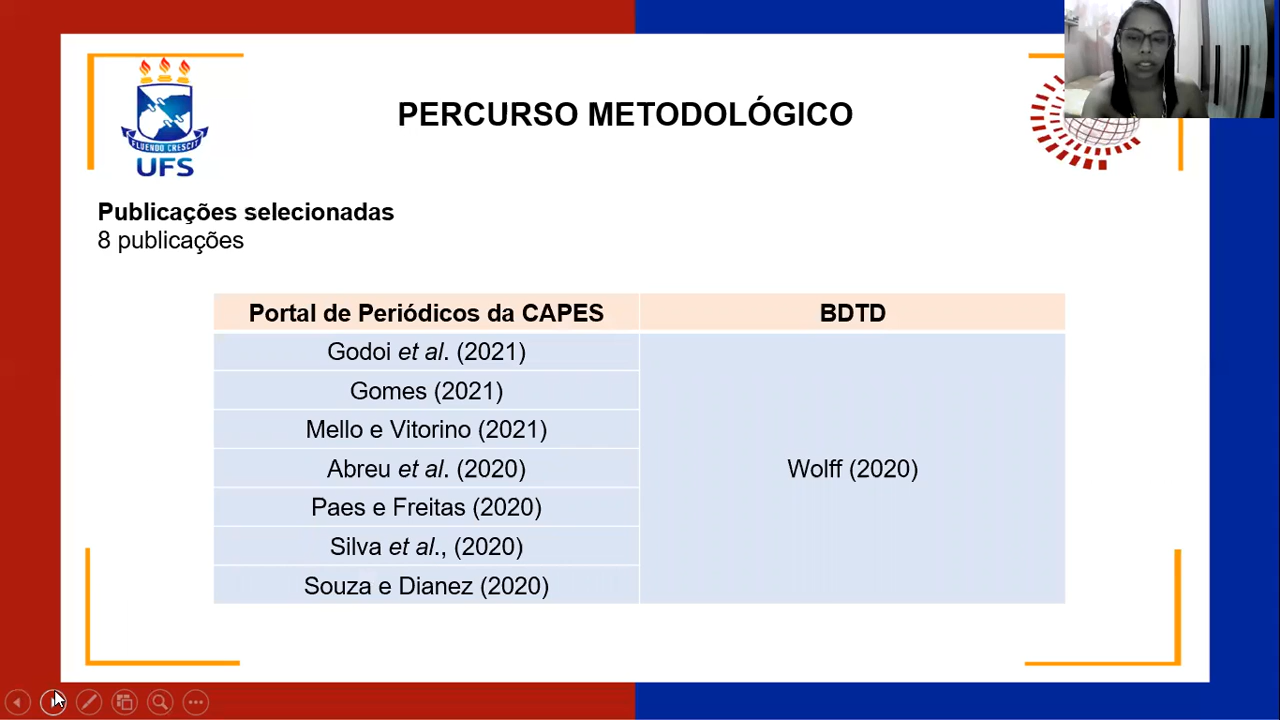 PERCURSO METODOLÓGICO
FLUENDO CRESCIT
UFS
Publicações selecionadas
8 publicações
Portal de Periódicos da CAPES
BDTD
Godoi et al. (2021)
Gomes (2021)
Mello e Vitorino (2021)
Abreu et al. (2020)
Wolff (2020)
Paes e Freitas (2020)
Silva et al., (2020)
Souza e Dianez (2020)